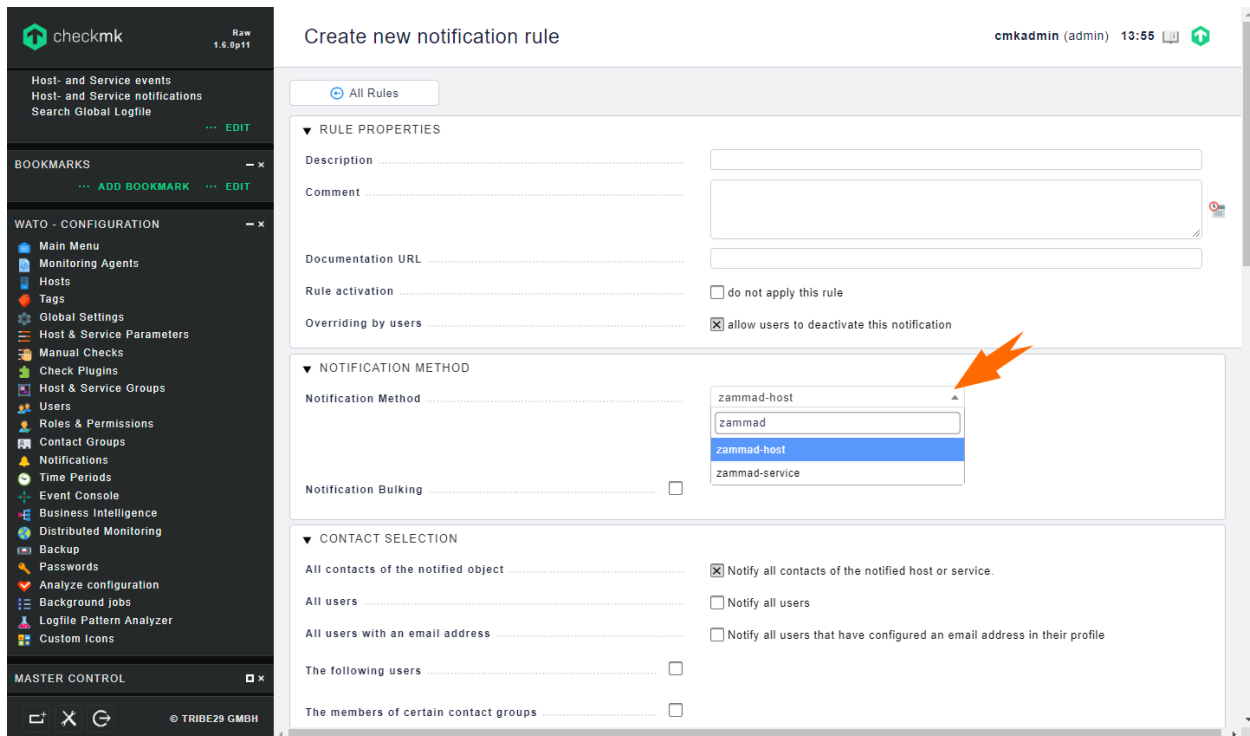 checkmk
Raw
1.6.0p11
Host- and Service events
Host- and Service notifications
Search Global Logfile
··· EDIT
BOOKMARKS
··· ADD BOOKMARK ··· EDIT
WATO - CONFIGURATION
Main Menu
Monitoring Agents
Hosts
Tags
Global Settings
Host & Service Parameters
Manual Checks
Check Plugins
Host & Service Groups
Users
Roles & Permissions
Contact Groups
Notifications
Time Periods
Event Console
Business Intelligence
Distributed Monitoring
Backup
Passwords
Analyze configuration
Background jobs
Logfile Pattern Analyzer
Custom Icons
MASTER CONTROL
© TRIBE29 GMBH
Create new notification rule
cmkadmin (admin) 13:55
All Rules
RULE PROPERTIES
Description
Comment
Documentation URL
Rule activation
do not apply this rule
Overriding by users
allow users to deactivate this notification
NOTIFICATION METHOD
Notification Method
zammad-host
zammad
zammad-host
zammad-service
Notification Bulking
CONTACT SELECTION
All contacts of the notified object
Notify all contacts of the notified host or service.
All users
Notify all users
All users with an email address
Notify all users that have configured an email address in their profile
The following users
The members of certain contact groups